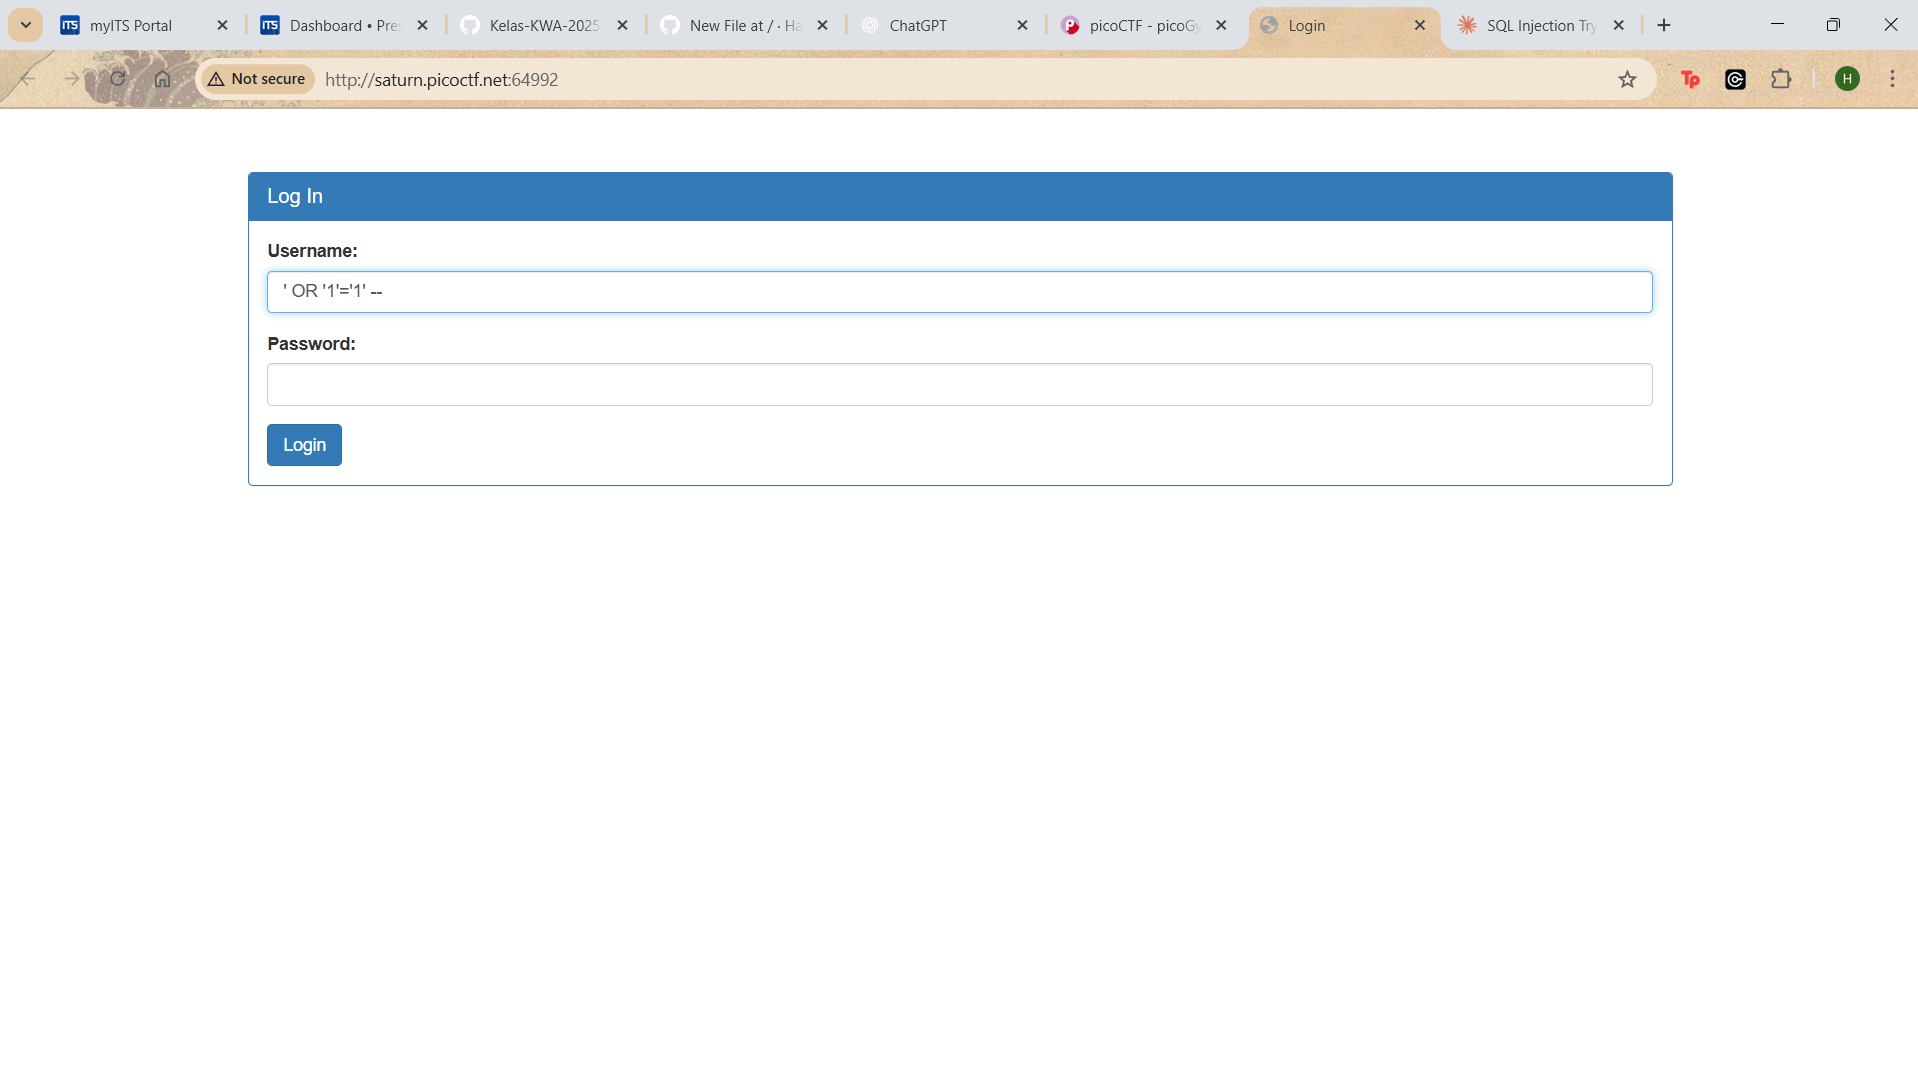 myITS Portal
Dashboard • Pre
Kelas-KWA-2025
New File at / · Ha
ChatGPT
picoCTF - picoGy
Login
SQL Injection Try
Not secure
http://saturn.picoctf.net:64992
Tp
H
Log In
Username:
' OR '1'='1' --
Password:
Login